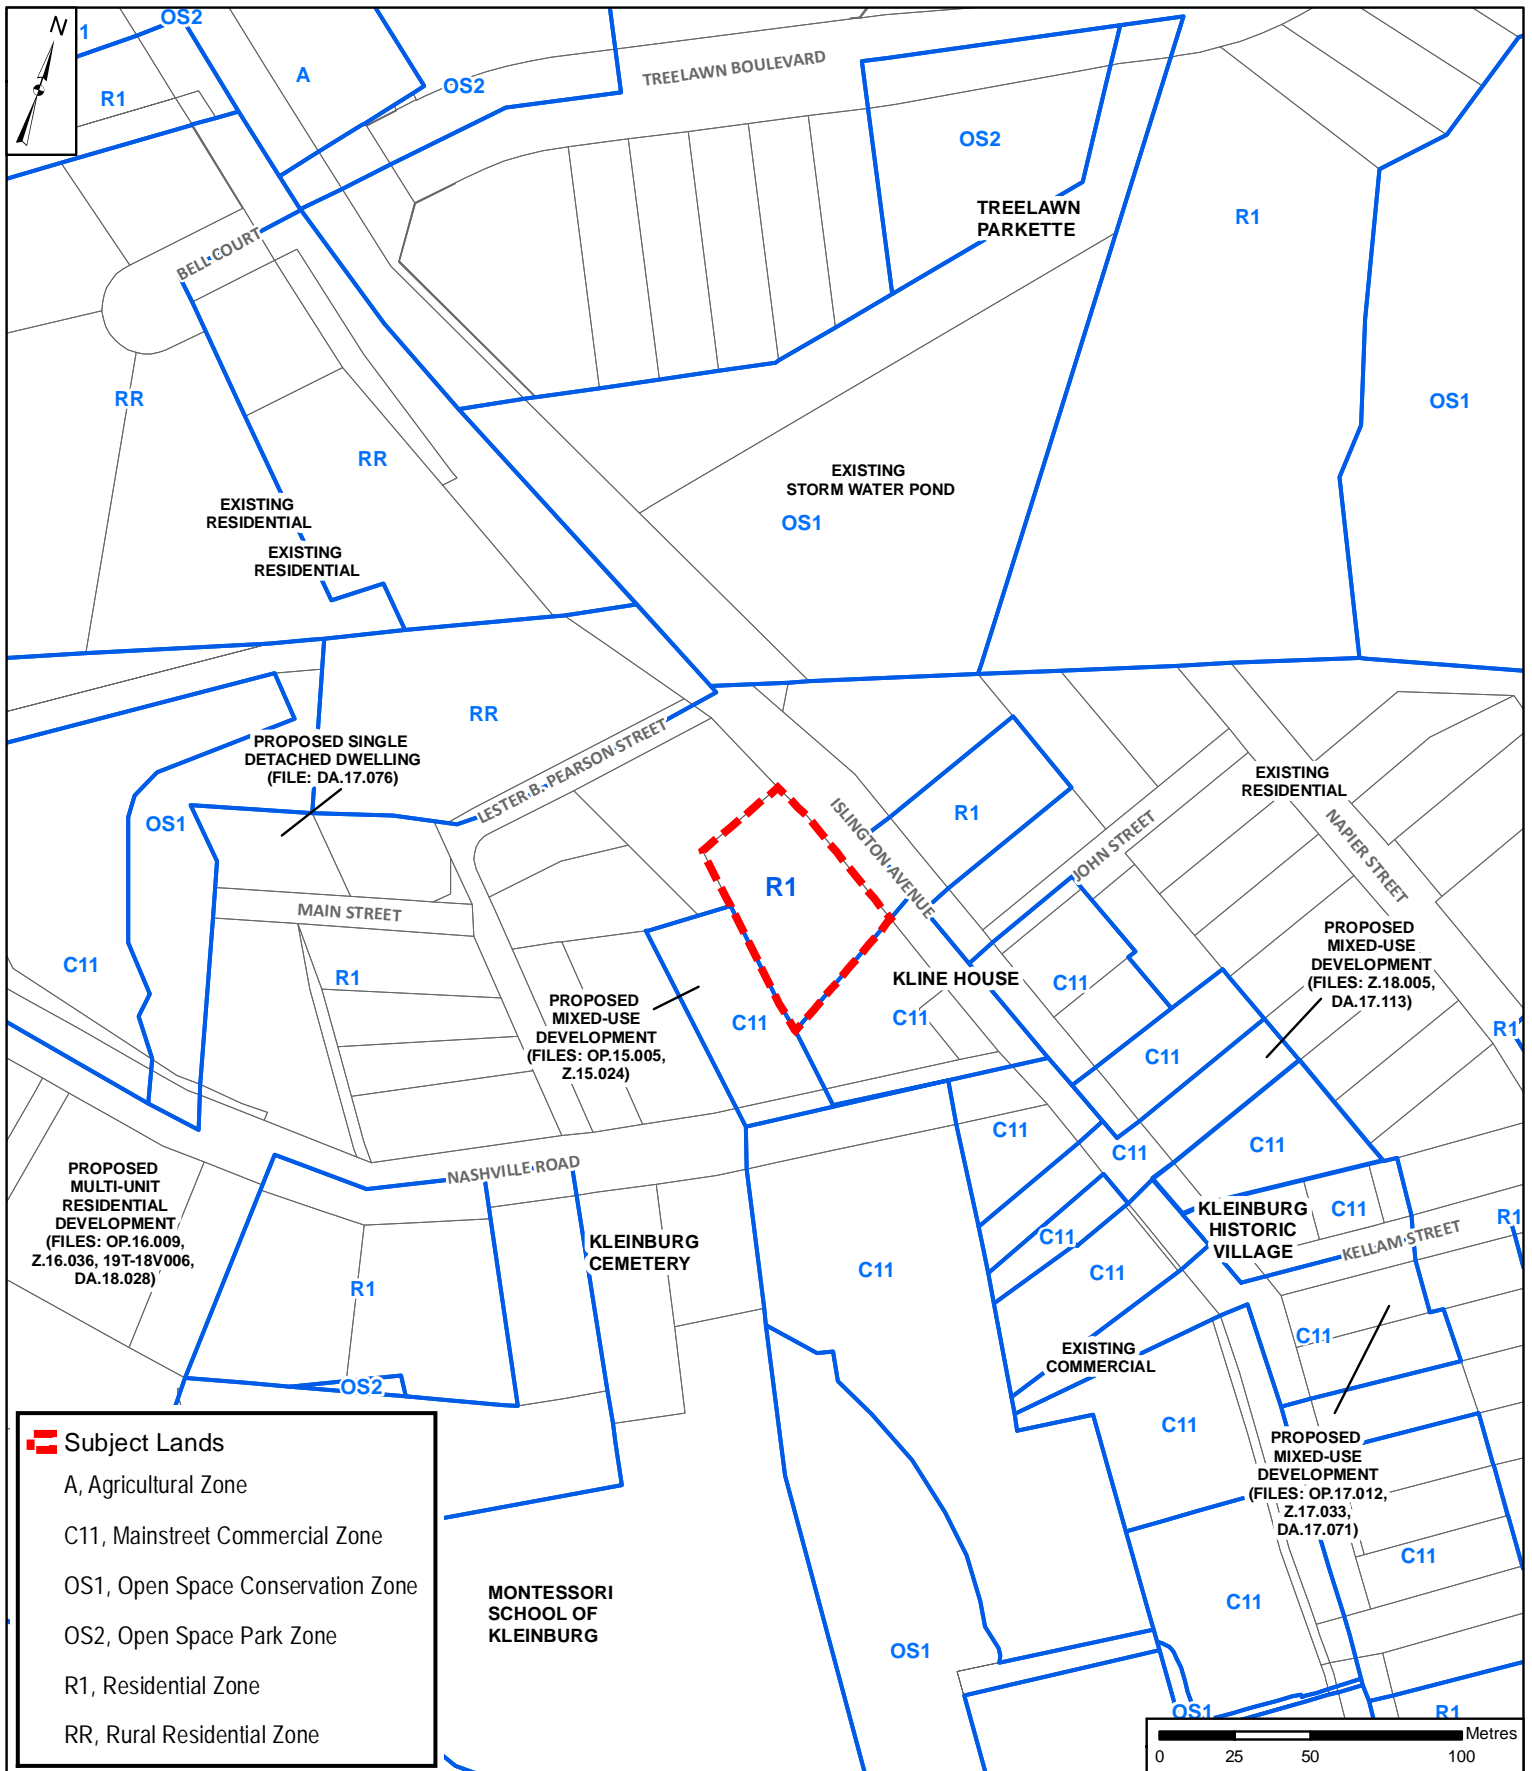 N
OS2
1
R1
A
OS2
TREELAWN BOULEVARD
OS2
TREELAWN
PARKETTE
R1
BELL COURT
RR
RR
OS1
EXISTING
STORM WATER POND
OS1
EXISTING
RESIDENTIAL
EXISTING
RESIDENTIAL
RR
PROPOSED SINGLE
DETACHED DWELLING
(FILE: DA.17.076)
LESTER B. PEARSON STREET
OS1
R1
ISLINGTON AVENUE
R1
EXISTING
RESIDENTIAL
JOHN STREET
NAPIER STREET
MAIN STREET
C11
R1
PROPOSED
MIXED-USE
DEVELOPMENT
(FILES: OP.15.005,
Z.15.024)
C11
KLINE HOUSE
C11
C11
PROPOSED
MIXED-USE
DEVELOPMENT
(FILES: Z.18.005,
DA.17.113)
R1
C11
C11
C11
C11
NASHVILLE ROAD
PROPOSED
MULTI-UNIT
RESIDENTIAL
DEVELOPMENT
(FILES: OP.16.009,
Z.16.036, 19T-18V006,
DA.18.028)
KLEINBURG
CEMETERY
R1
C11
C11
C11
KLEINBURG
HISTORIC
VILLAGE
C11
R1
KELLAM STREET
EXISTING
COMMERCIAL
C11
OS2
C11
PROPOSED
MIXED-USE
DEVELOPMENT
(FILES: OP.17.012,
Z.17.033,
DA.17.071)
C11
C11
MONTESSORI
SCHOOL OF
KLEINBURG
OS1
OS1
R1
Subject Lands
A, Agricultural Zone
C11, Mainstreet Commercial Zone
OS1, Open Space Conservation Zone
OS2, Open Space Park Zone
R1, Residential Zone
RR, Rural Residential Zone
Metres
0 25 50 100